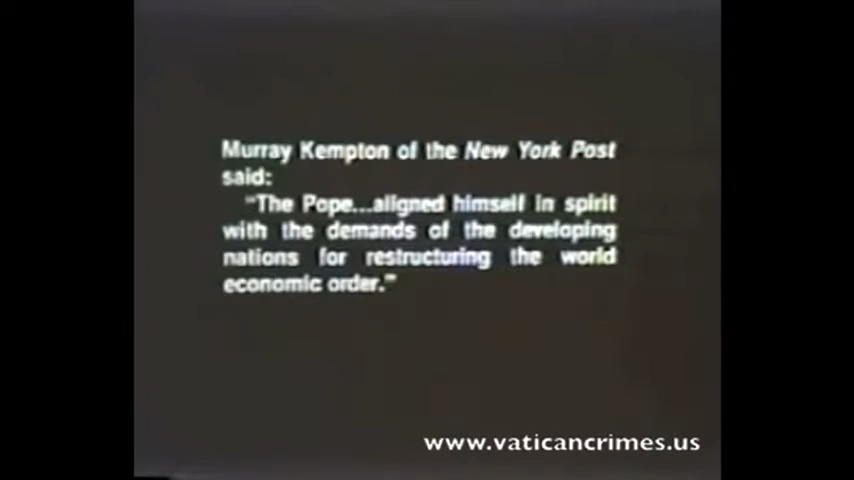 Murray Kempton of the New York Post
said:
"The Pope...aligned himself in spirit
with the demands of the developing
nations for restructuring the world
economic order."
www.vaticancrimes.us